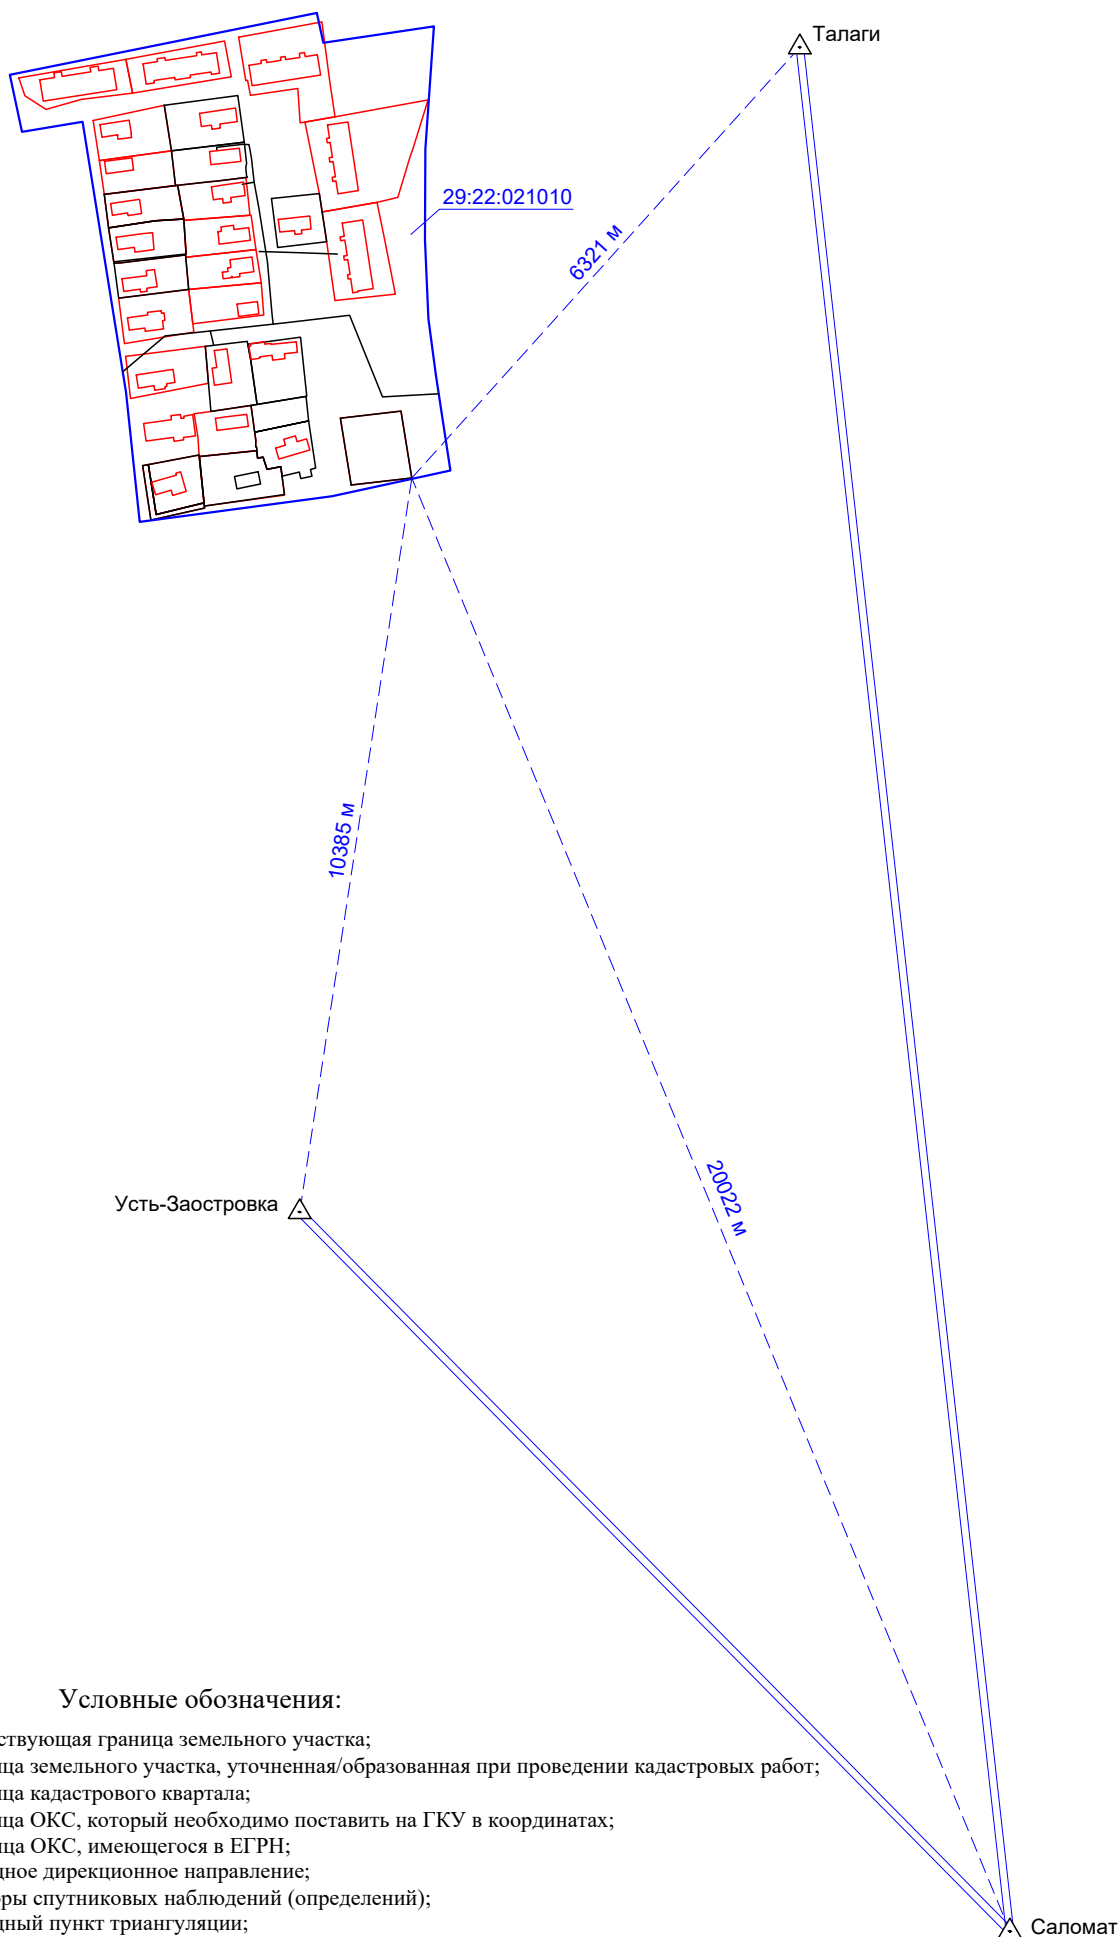 Талаги
29:22:021010
6321 м
10385 м
20022 м
Усть-Заостровка
Саломат
Условные обозначения:
ствующая граница земельного участка;
ца земельного участка, уточненная/образованная при проведении кадастровых работ;
ца кадастрового квартала;
ца ОКС, который необходимо поставить на ГКУ в координатах;
ца ОКС, имеющегося в ЕГРН;
дное дирекционное направление;
ры спутниковых наблюдений (определений);
дный пункт триангуляции;